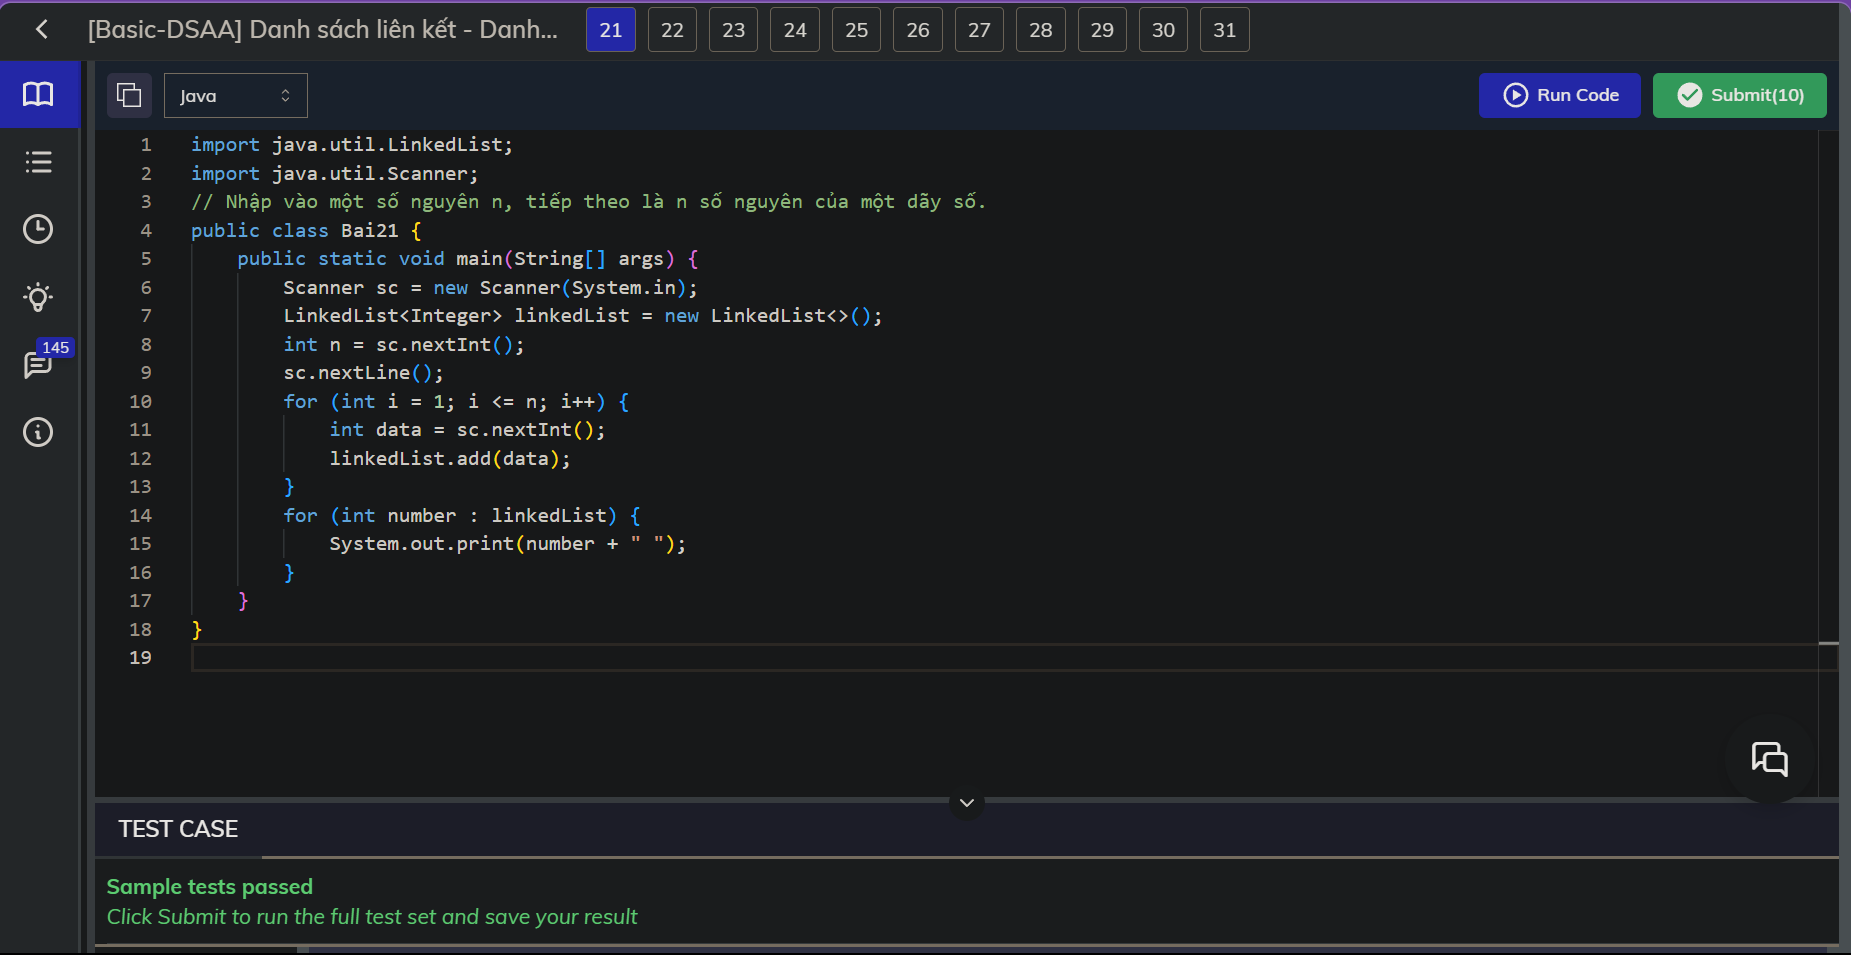 [Basic-DSAA] Danh sách liên kết - Danh... 21 22 23 24 25 26 27 28 29 30 31
Java Run Code Submit(10)
1 import java.util.LinkedList;
2 import java.util.Scanner;
3 // Nhập vào một số nguyên n, tiếp theo là n số nguyên của một dãy số.
4 public class Bai21 {
5 public static void main(String[] args) {
6 Scanner sc = new Scanner(System.in);
7 LinkedList<Integer> linkedList = new LinkedList<>();
8 int n = sc.nextInt();
9 sc.nextLine();
10 for (int i = 1; i <= n; i++) {
11 int data = sc.nextInt();
12 linkedList.add(data);
13 }
14 for (int number : linkedList) {
15 System.out.print(number + " ");
16 }
17 }
18 }
19
145
TEST CASE
Sample tests passed
Click Submit to run the full test set and save your result